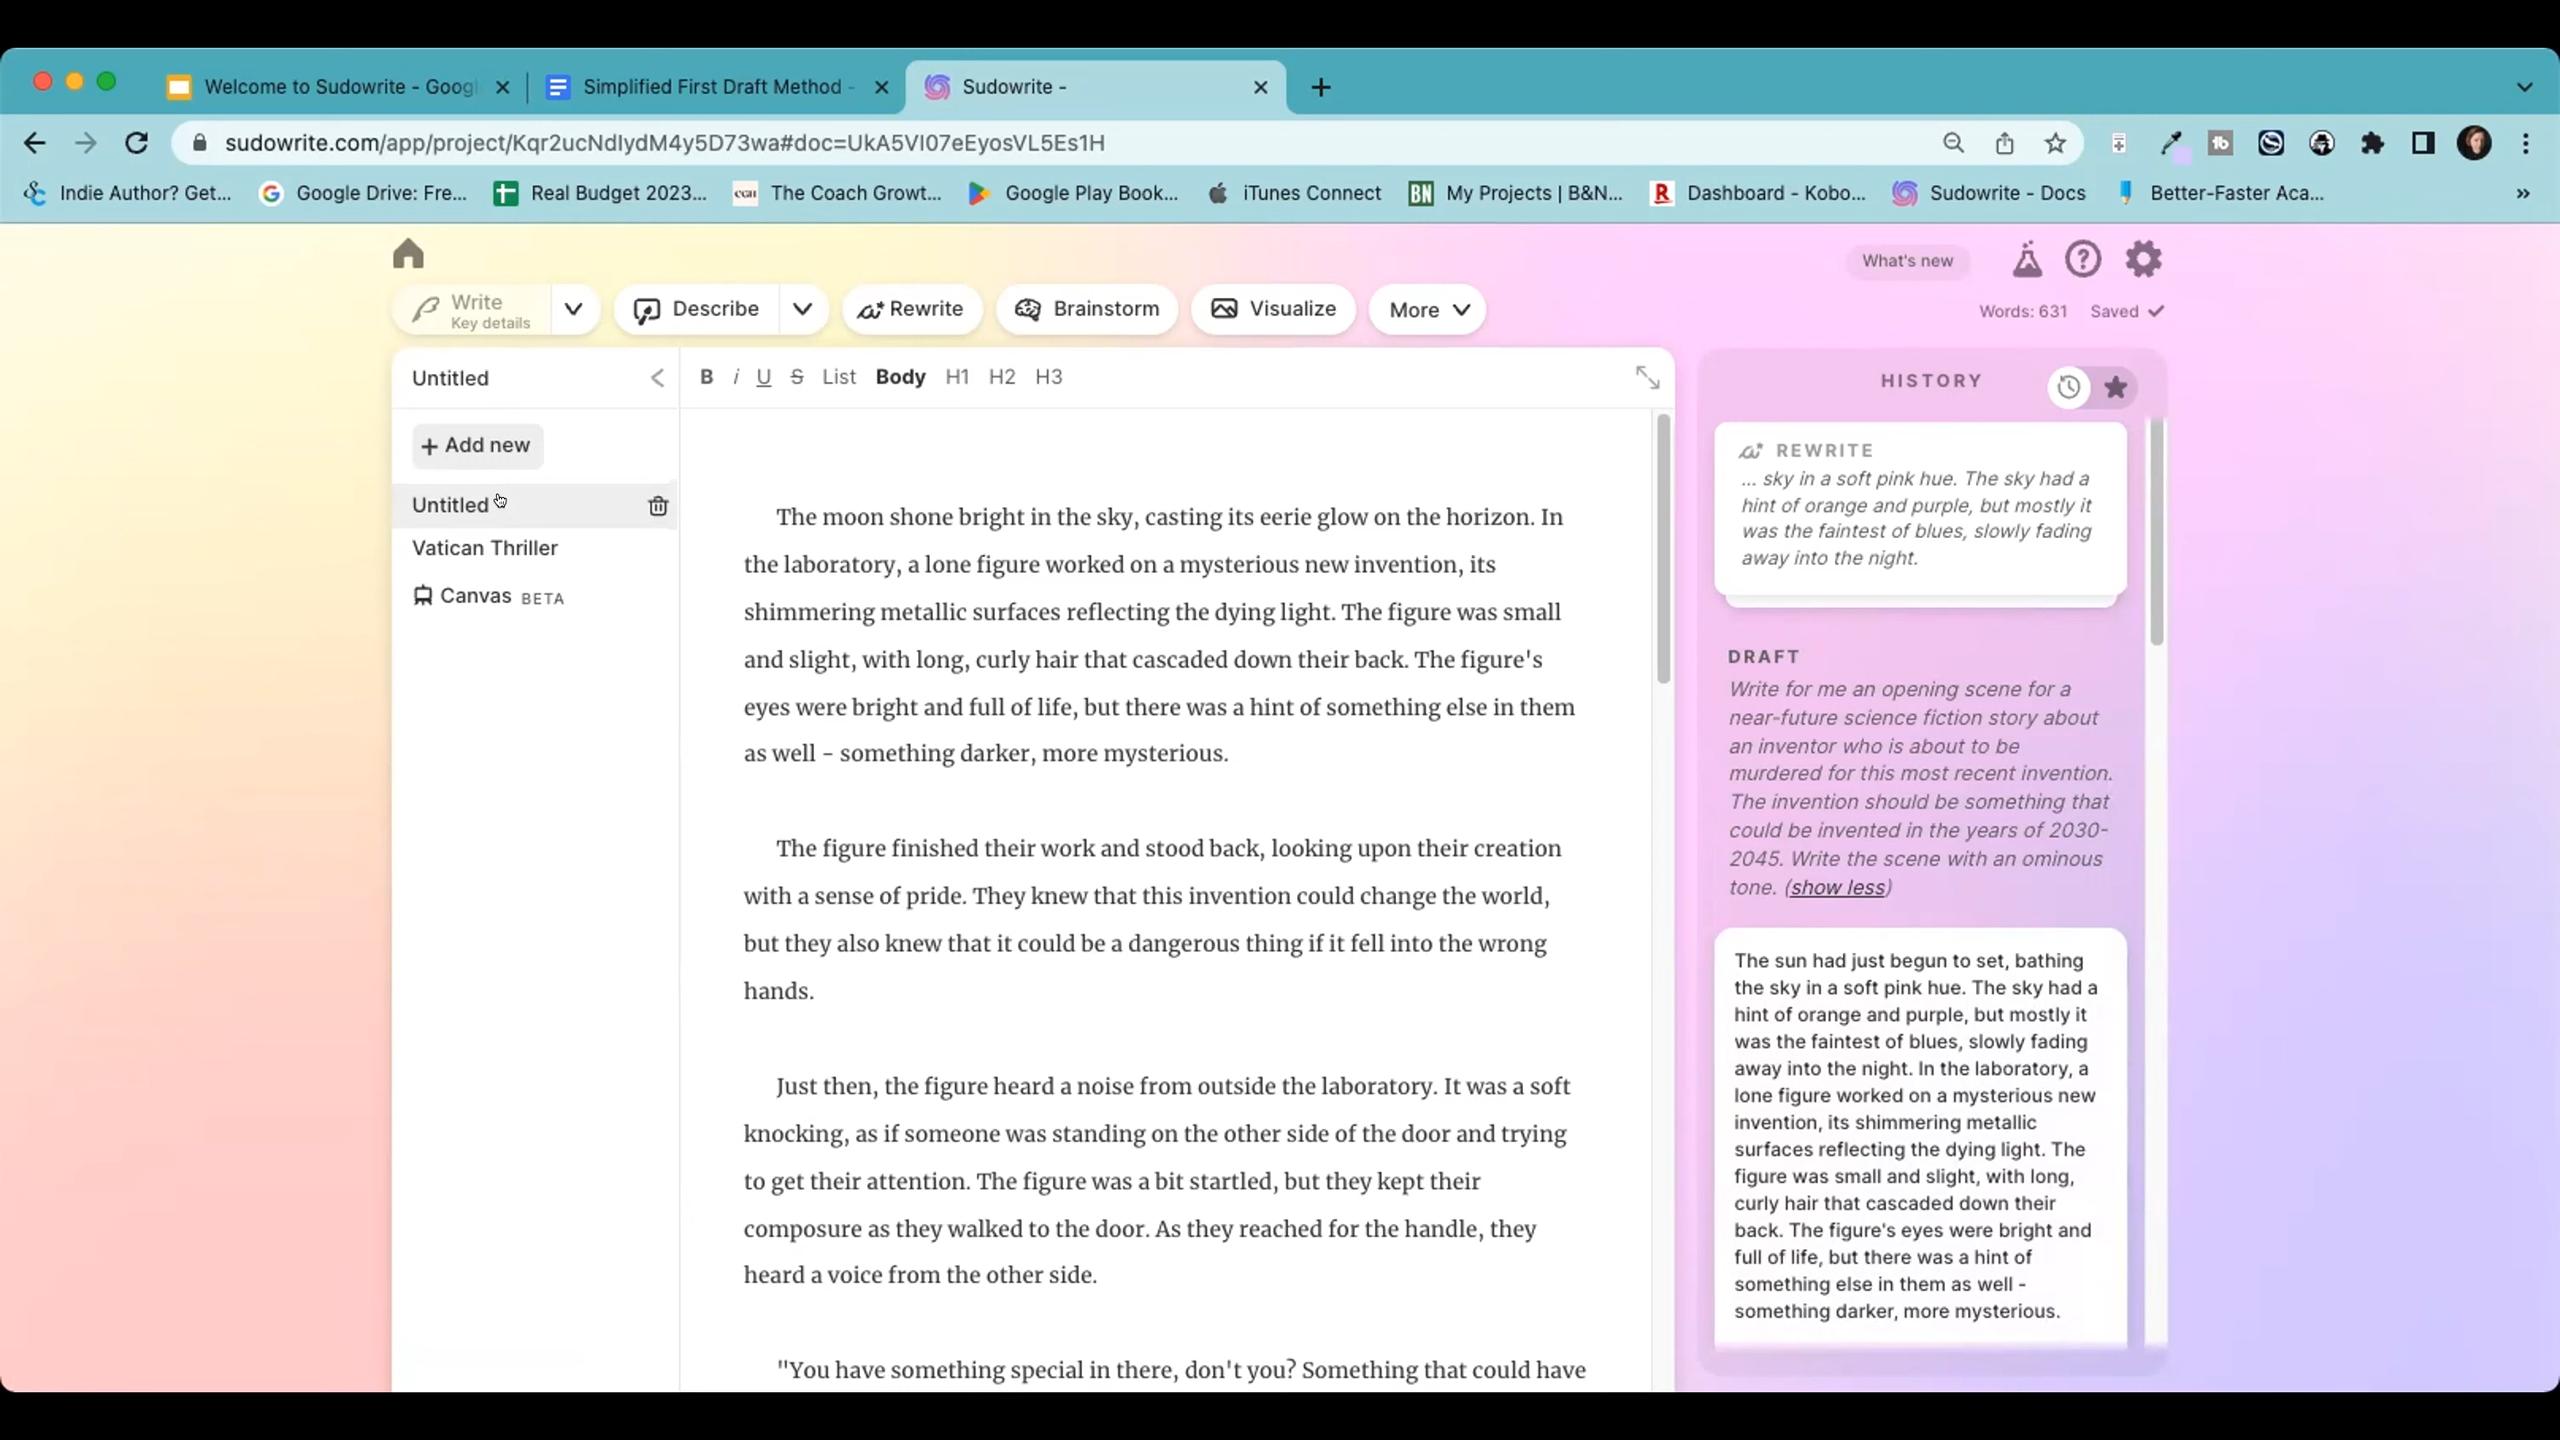 Welcome to Sudowrite - Goog
Simplified First Draft Method -
Sudowrite -
sudowrite.com/app/project/Kqr2ucNdIydM4y5D73wa#doc=UkA5VI07eEyosVL5Es1H
Indie Author? Get...
Google Drive: Fre...
Real Budget 2023...
The Coach Growt...
Google Play Book...
iTunes Connect
BN My Projects | B&N...
R Dashboard - Kobo...
Sudowrite - Docs
Better-Faster Aca...
»
What's new
Write
Key details
Describe
Rewrite
Brainstorm
Visualize
More
Words: 631 Saved
Untitled
B i U S List Body H1 H2 H3
+ Add new
Untitled
Vatican Thriller
Canvas BETA
The moon shone bright in the sky, casting its eerie glow on the horizon. In
the laboratory, a lone figure worked on a mysterious new invention, its
shimmering metallic surfaces reflecting the dying light. The figure was small
and slight, with long, curly hair that cascaded down their back. The figure's
eyes were bright and full of life, but there was a hint of something else in them
as well - something darker, more mysterious.
The figure finished their work and stood back, looking upon their creation
with a sense of pride. They knew that this invention could change the world,
but they also knew that it could be a dangerous thing if it fell into the wrong
hands.
Just then, the figure heard a noise from outside the laboratory. It was a soft
knocking, as if someone was standing on the other side of the door and trying
to get their attention. The figure was a bit startled, but they kept their
composure as they walked to the door. As they reached for the handle, they
heard a voice from the other side.
"You have something special in there, don't you? Something that could have
HISTORY
REWRITE
... sky in a soft pink hue. The sky had a
hint of orange and purple, but mostly it
was the faintest of blues, slowly fading
away into the night.
DRAFT
Write for me an opening scene for a
near-future science fiction story about
an inventor who is about to be
murdered for this most recent invention.
The invention should be something that
could be invented in the years of 2030-
2045. Write the scene with an ominous
tone. (show less)
The sun had just begun to set, bathing
the sky in a soft pink hue. The sky had a
hint of orange and purple, but mostly it
was the faintest of blues, slowly fading
away into the night. In the laboratory, a
lone figure worked on a mysterious new
invention, its shimmering metallic
surfaces reflecting the dying light. The
figure was small and slight, with long,
curly hair that cascaded down their
back. The figure's eyes were bright and
full of life, but there was a hint of
something else in them as well -
something darker, more mysterious.